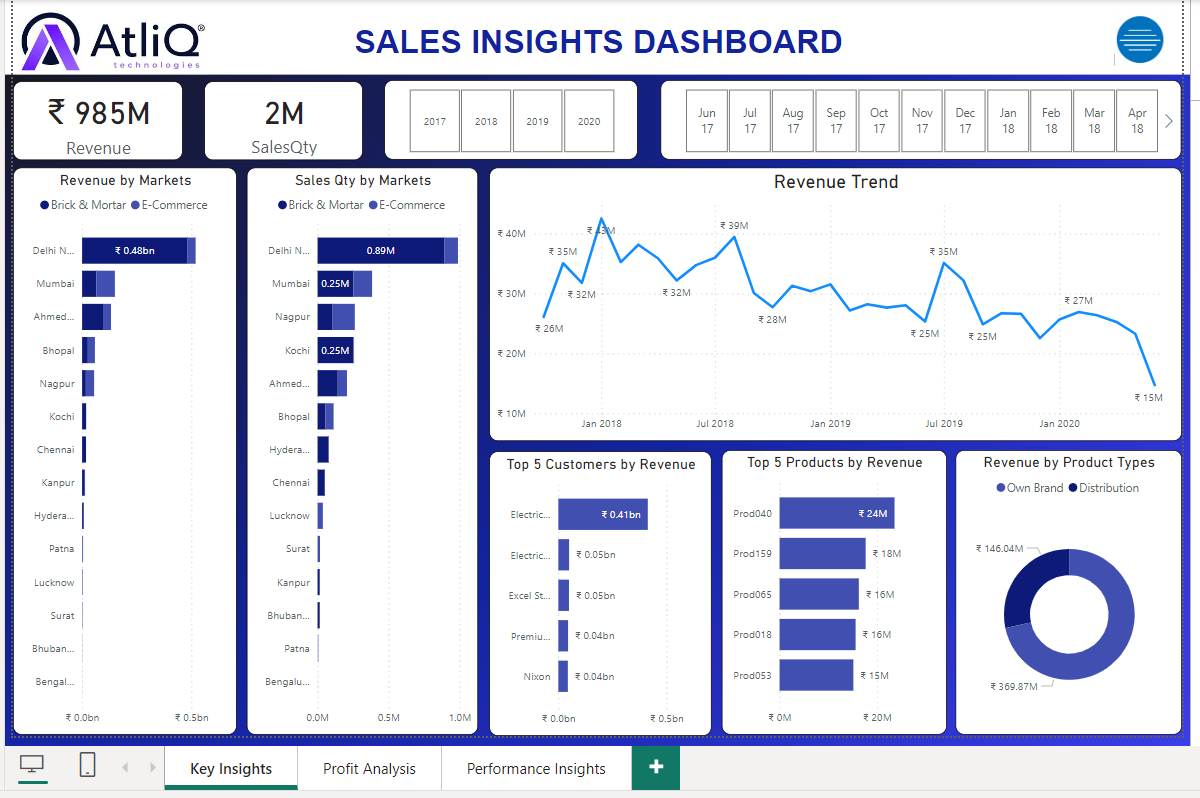 AtliQ®
technologies
SALES INSIGHTS DASHBOARD
₹ 985M
Revenue
2M
SalesQty
2017 2018 2019 2020
Jun 17 Jul 17 Aug 17 Sep 17 Oct 17 Nov 17 Dec 17 Jan 18 Feb 18 Mar 18 Apr 18
Revenue by Markets
Brick & Mortar E-Commerce
Delhi N... ₹ 0.48bn
Mumbai
Ahmed...
Bhopal
Nagpur
Kochi
Chennai
Kanpur
Hydera...
Patna
Lucknow
Surat
Bhuban...
Bengal...
₹ 0.0bn ₹ 0.5bn
Sales Qty by Markets
Brick & Mortar E-Commerce
Delhi N... 0.89M
Mumbai 0.25M
Nagpur
Kochi 0.25M
Ahmed...
Bhopal
Hydera...
Chennai
Lucknow
Surat
Kanpur
Bhuban...
Patna
Bengalu...
0.0M 0.5M 1.0M
Revenue Trend
₹ 40M
₹ 30M
₹ 20M
₹ 10M
₹ 26M ₹ 35M ₹ 32M ₹ 43M ₹ 32M ₹ 39M ₹ 28M ₹ 25M ₹ 35M ₹ 25M ₹ 27M ₹ 15M
Jan 2018 Jul 2018 Jan 2019 Jul 2019 Jan 2020
Top 5 Customers by Revenue
Electric... ₹ 0.41bn
Electric... ₹ 0.05bn
Excel St... ₹ 0.05bn
Premiu... ₹ 0.04bn
Nixon ₹ 0.04bn
₹ 0.0bn ₹ 0.5bn
Top 5 Products by Revenue
Prod040 ₹ 24M
Prod159 ₹ 18M
Prod065 ₹ 16M
Prod018 ₹ 16M
Prod053 ₹ 15M
₹ 0M ₹ 20M
Revenue by Product Types
Own Brand Distribution
₹ 146.04M
₹ 369.87M
Key Insights Profit Analysis Performance Insights +